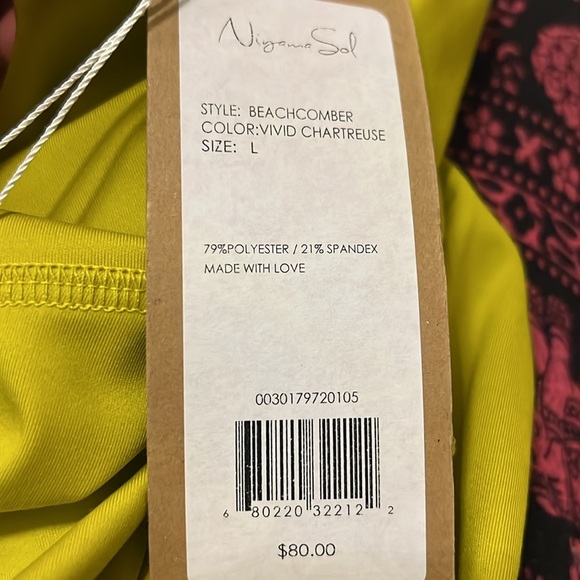 Niyama Sol
STYLE: BEACHCOMBER
COLOR:VIVID CHARTREUSE
SIZE: L
79%POLYESTER / 21% SPANDEX
MADE WITH LOVE
0030179720105
6 80220 32212 2
$80.00